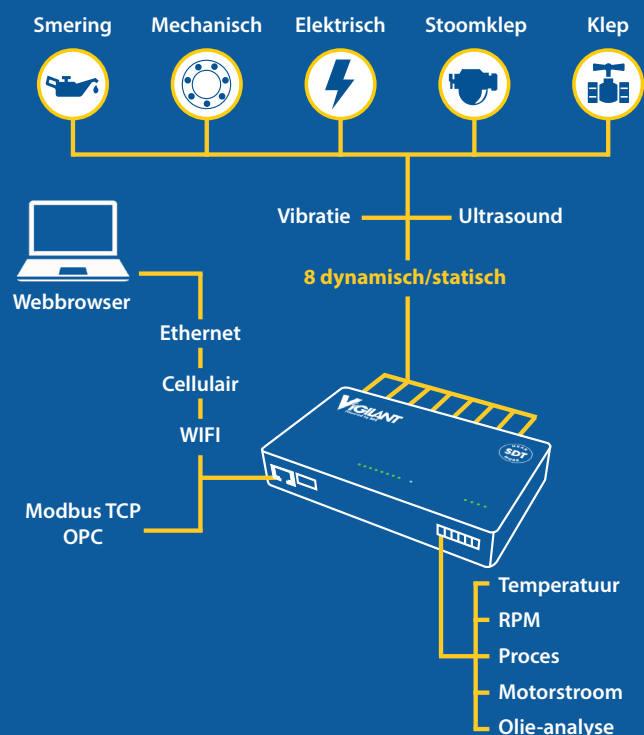 Smering
Mechanisch
Elektrisch
Stoomklep
Klep
Vibratie
Ultrasound
8 dynamisch/statisch
Webbrowser
Ethernet
Cellulair
WIFI
Modbus TCP
OPC
VIGILANT
SDT
Temperatuur
RPM
Proces
Motorstroom
Olie-analyse